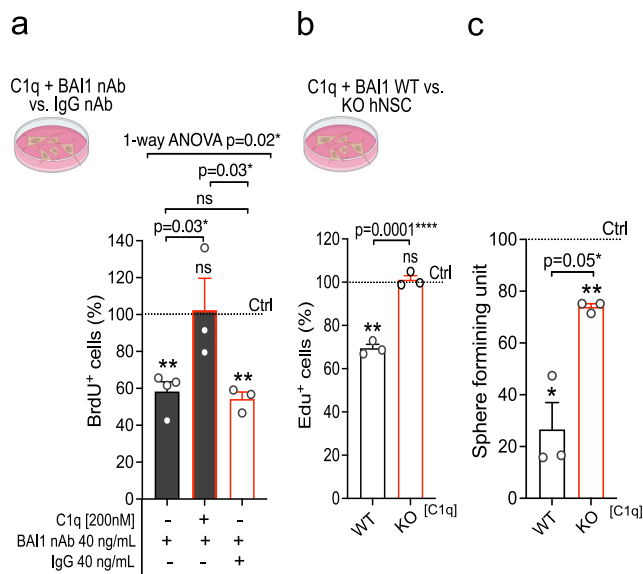 a
C1q + BAI1 nAb
vs. IgG nAb
1-way ANOVA p=0.02*
p=0.03*
ns
p=0.03*
ns
Ctrl
**
**
BrdU+ cells (%)
140
120
100
80
60
40
20
0
C1q [200nM] - + -
BAI1 nAb 40 ng/mL + + +
IgG 40 ng/mL - - +
b
C1q + BAI1 WT vs.
KO hNSC
p=0.0001****
ns
Ctrl
**
Edu+ cells (%)
120
100
80
60
40
20
0
WT KO [C1q]
c
Ctrl
p=0.05*
**
*
Sphere formining unit
100
80
60
40
20
0
WT KO [C1q]